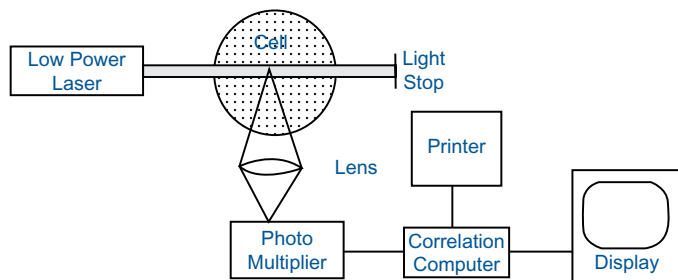 Cell
Low Power
Laser
Light
Stop
Lens
Printer
Photo
Multiplier
Correlation
Computer
Display